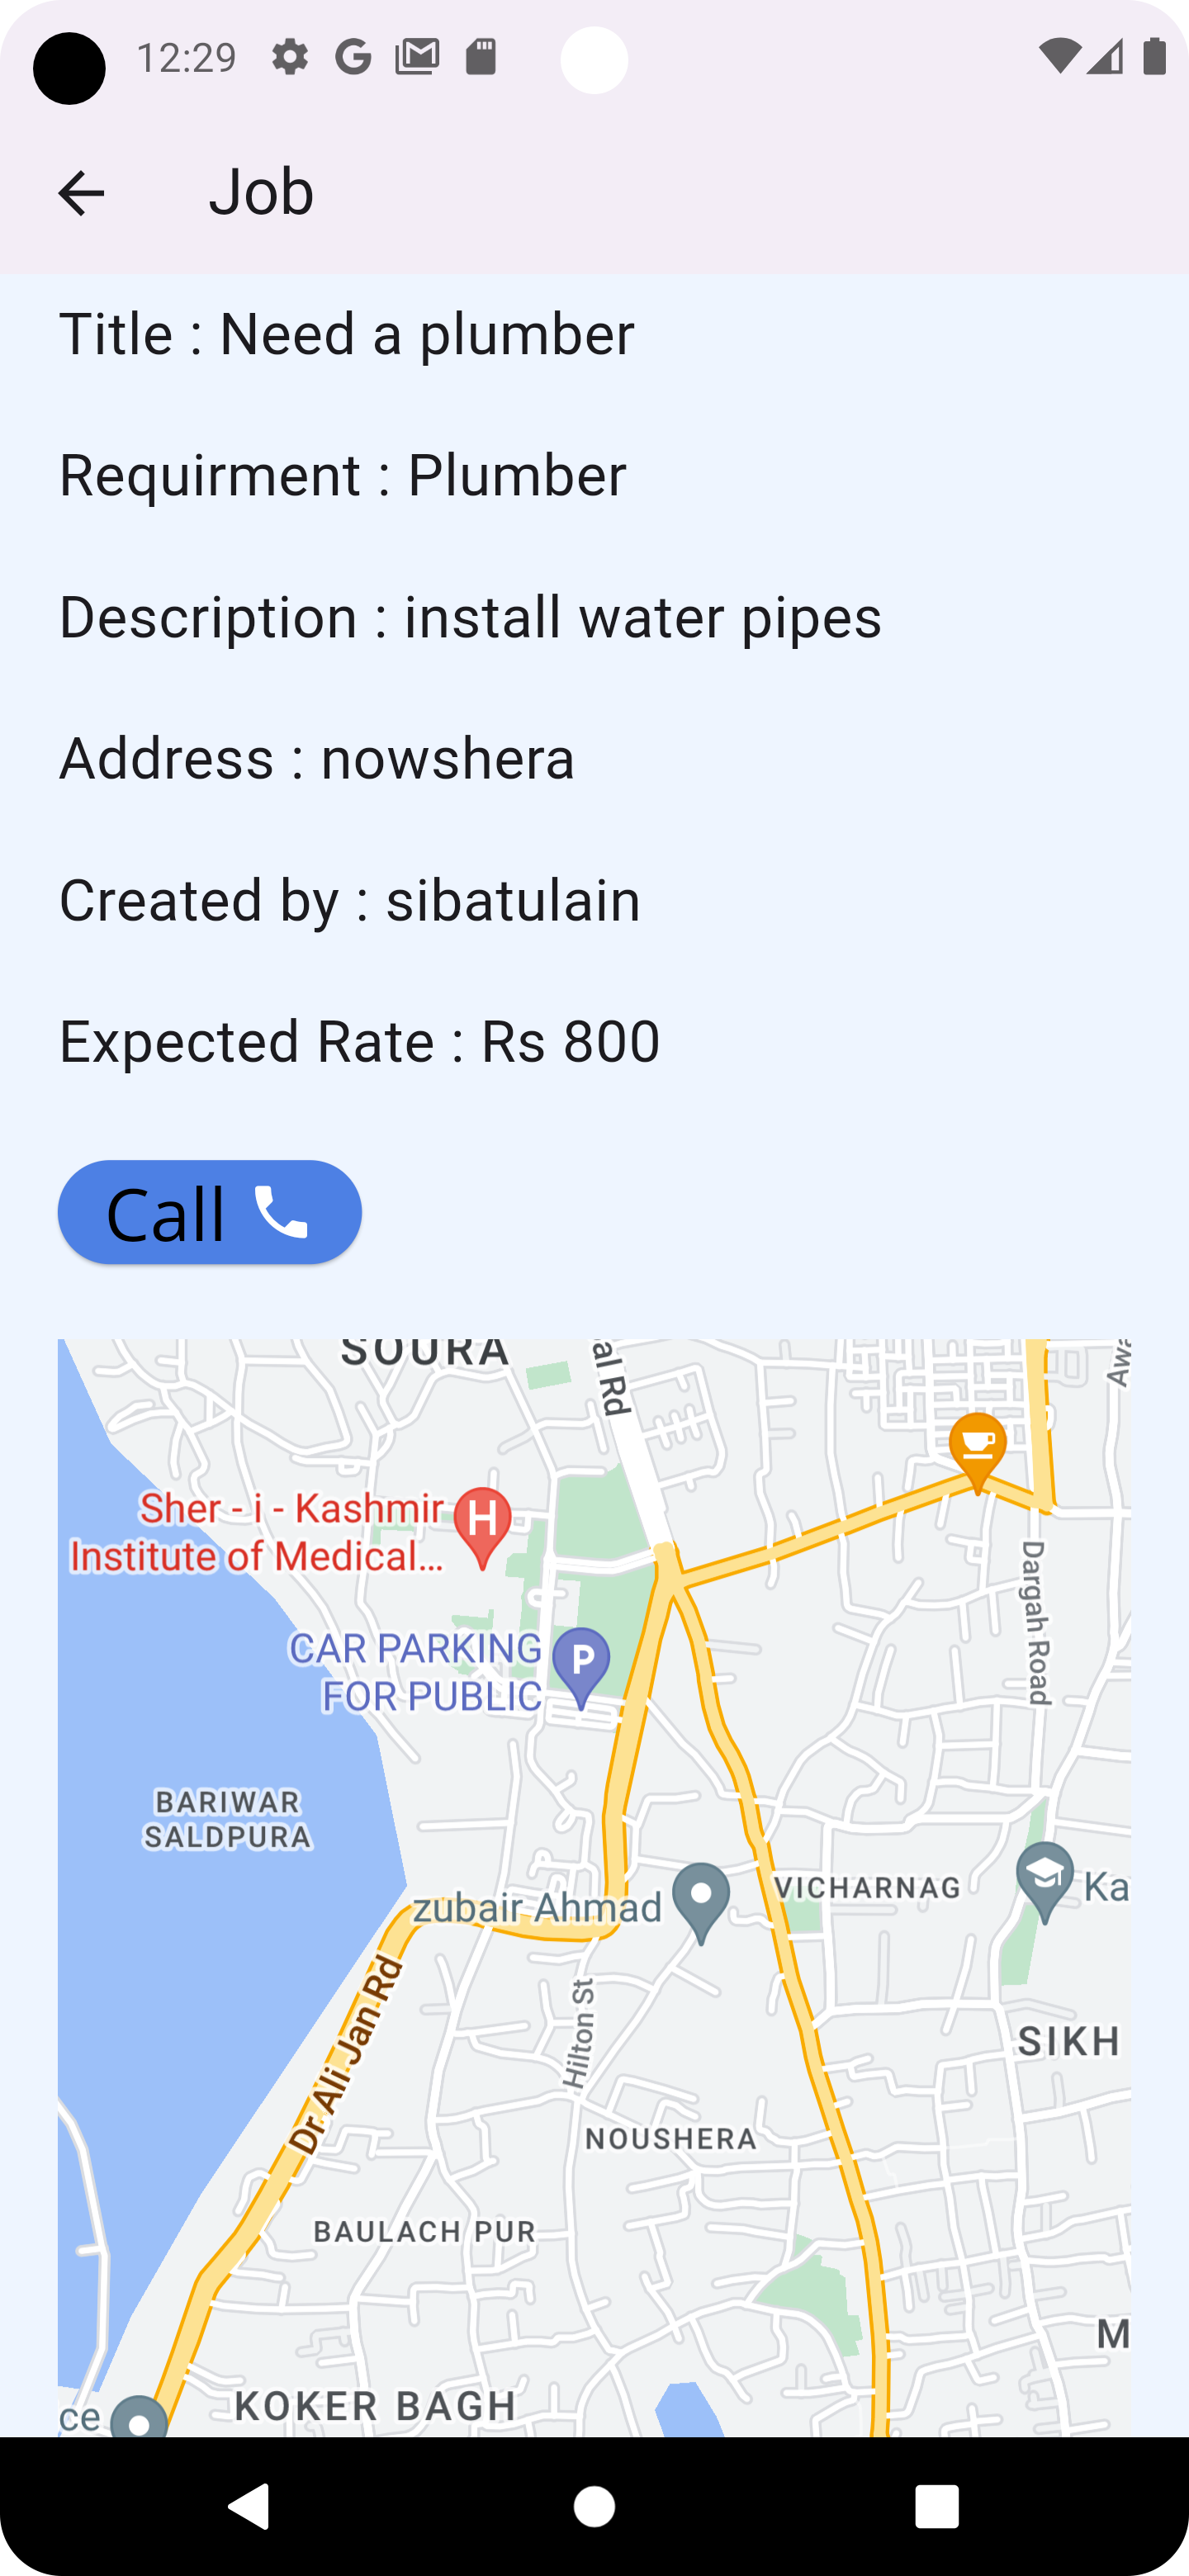 12:29
Job
Title : Need a plumber
Requirment : Plumber
Description : install water pipes
Address : nowshera
Created by : sibatulain
Expected Rate : Rs 800
Call
SOURA
al Rd
Awa
Sher - i - Kashmir
Institute of Medical...
H
Dargah Road
CAR PARKING
FOR PUBLIC
P
BARIWAR
SALDPURA
zubair Ahmad
VICHARNAG
Ka
Dr Ali Jan Rd
Hilton St
SIKH
NOUSHERA
BAULACH PUR
M
KOKER BAGH
ce